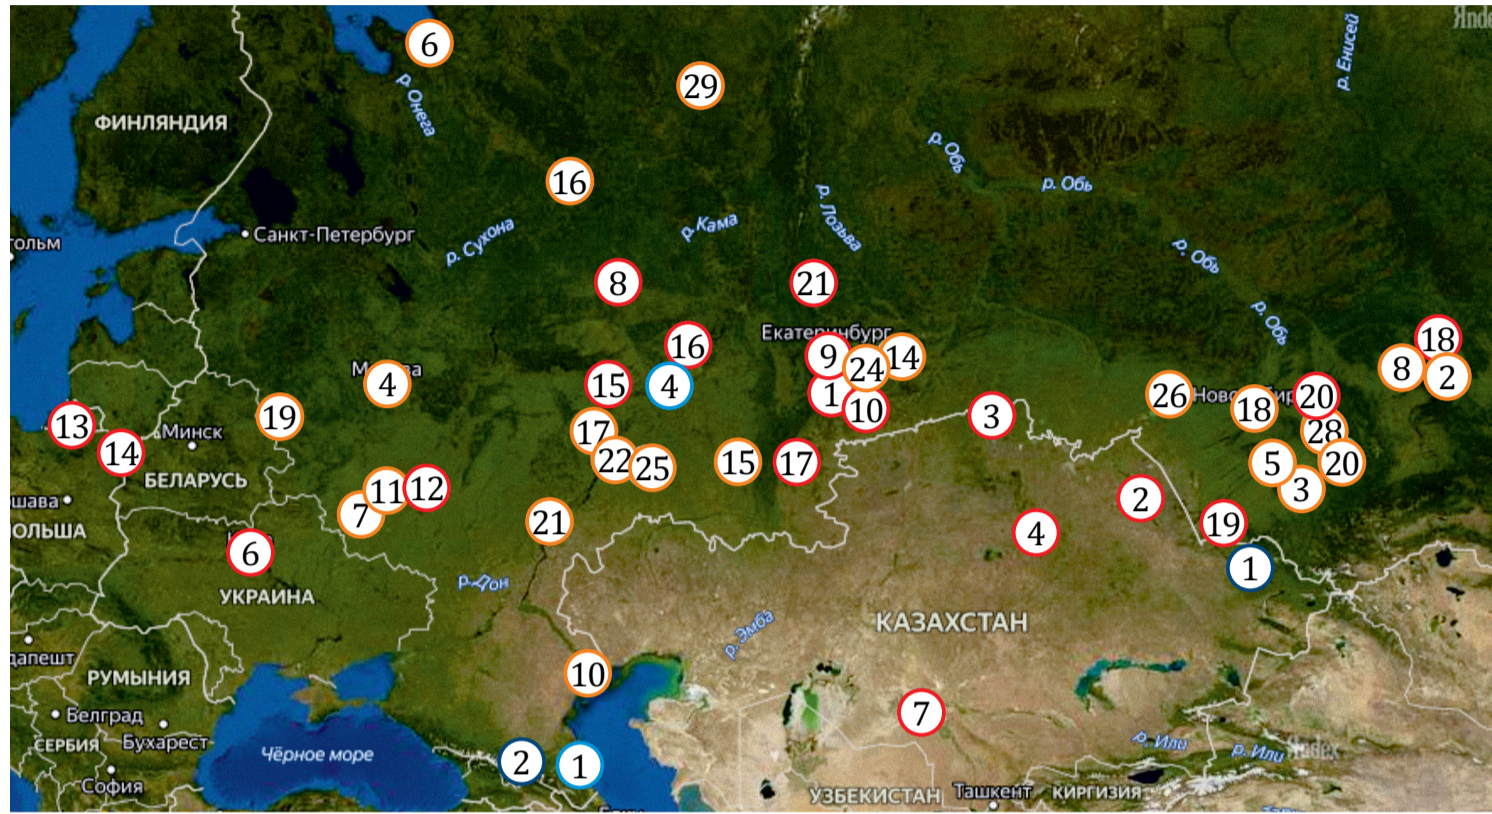 р. Енисей
6
29
р. Онега
ФИНЛЯНДИЯ
р. Обь
р. Обь
16
р. Сухона
р. Кама
р. Лозьва
Санкт-Петербург
р. Обь
8
21
р. Обь
Екатеринбург
16
9
24
14
18
8
2
4
15
4
1
10
3
26
18
20
13
19
17
28
14
Минск
22
25
15
17
5
20
3
БЕЛАРУСЬ
11
12
7
2
21
4
19
6
1
р. Дон
УКРАИНА
КАЗАХСТАН
р. Эмба
10
РУМЫНИЯ
7
Белград
Бухарест
СЕРБИЯ
Чёрное море
2
1
р. Или
р. Или
Яndex
София
УЗБЕКИСТАН
Ташкент
КИРГИЗИЯ